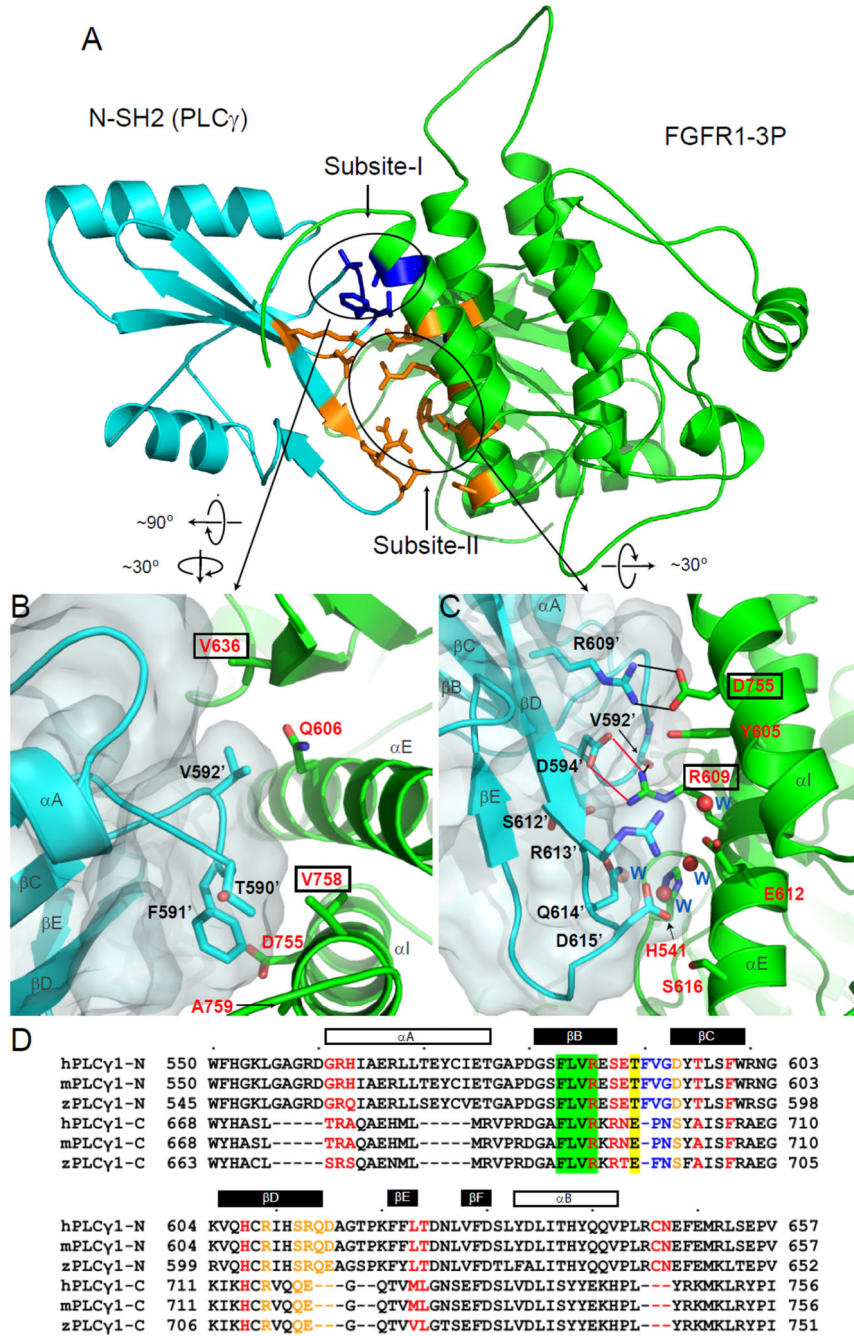 A
N-SH2 (PLCγ)
FGFR1-3P
Subsite-I
Subsite-II
~90°
~30°
~30°
B
V636
Q606
αE
V592'
αA
βC
βE
βD
T590'
F591'
V758
D755
αI
A759
C
αA
R609'
βC
βB
βD
D755
V592'
Y605
D594'
R609
αI
βE
W
S612'
R613'
W
W
W
E612
Q614'
D615'
H541
αE
S616
D
αA βB βC
hPLCγ1-N 550 WFHGKLGAGRDGRHIAERLLTEYCIETGAPDGSFLVRESETFVGDYTLSFWRNG 603
mPLCγ1-N 550 WFHGKLGAGRDGRHIAERLLTEYCIETGAPDGSFLVRESETFVGDYTLSFWRNG 603
zPLCγ1-N 545 WFHGKLGAGRDGRQIAERLLSEYCVETGAPDGSFLVRESETFVGDYTLSFWRNG 598
hPLCγ1-C 668 WYHASL-----TRAQAEHML-----MRVPRDGAFLVRKRNE-PNSYAISFRAEG 710
mPLCγ1-C 668 WYHASL-----TRAQAEHML-----MRVPRDGAFLVRKRNE-PNSYAISFRAEG 710
zPLCγ1-C 663 WYHACL-----SRSQAENML-----MRVPRDGAFLVRKRTE-FNSFAISFRAEG 705
βD βE βF αB
hPLCγ1-N 604 KVQHCRIHSRQDAGTPKFFLTDNLVFDSLYDLITHYQQVPLRCNEFEMRLSEPV 657
mPLCγ1-N 604 KVQHCRIHSRQDAGTPKFFLTDNLVFDSLYDLITHYQQVPLRCNEFEMRLSEPV 657
zPLCγ1-N 599 RVQHCRIHSRQEAGSPKFYLTDNLVFDTLFALITHYQQVPLRCNEFEMKLTEPV 652
hPLCγ1-C 711 KIKHCRVQQE---G--QTVMLGNSEFDSLVDLISYYEKHPL---YRKMKLRYPI 756
mPLCγ1-C 711 KIKHCRVQQE---G--QTVMLGNSEFDSLVDLISYYEKHPL---YRKMKLRYPI 756
zPLCγ1-C 706 KIKHCRVQQE---G--QTVVLGTSEFDSLVDLISYYEKHPL---YRKMKLRYPI 751